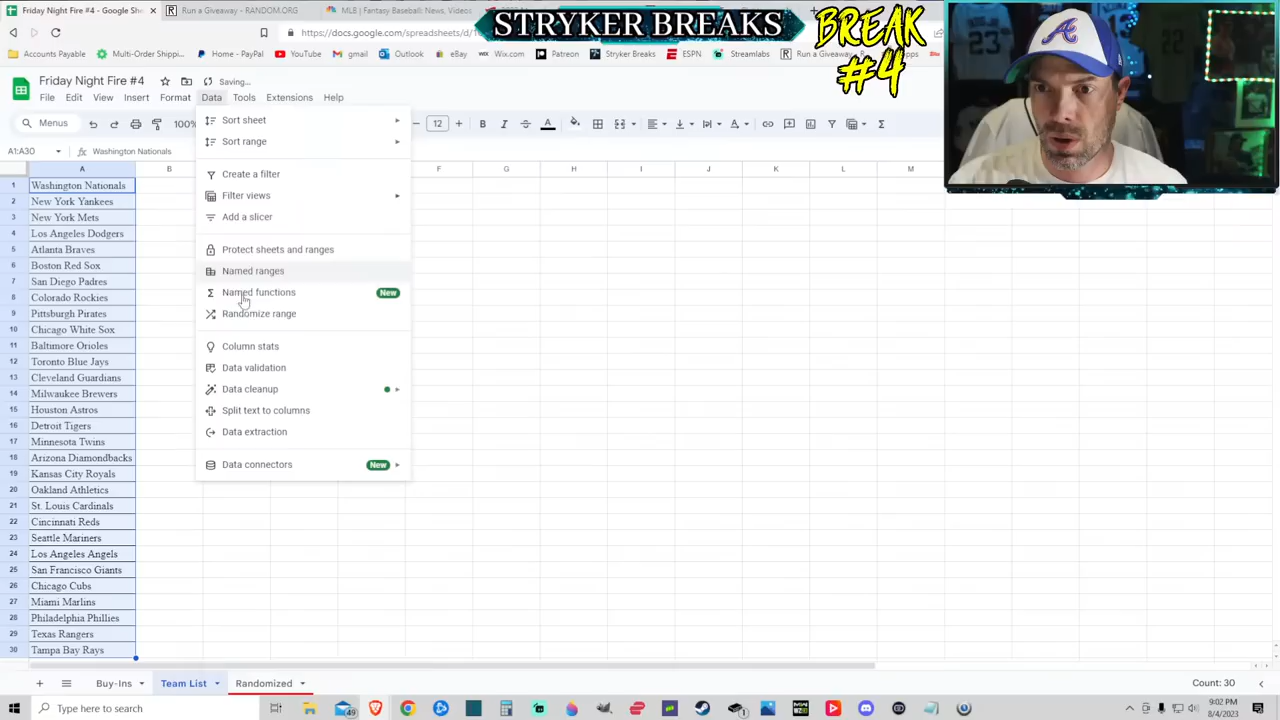 Friday Night Fire #4
Run a Giveaway - RANDOM.ORG
MLB | Fantasy Baseball: News, Videos
STRYKER BREAKS
BREAK
#4
https://docs.google.com/spreadsheets/d/1
Friday
Multi-Order Shippi...
Home - PayPal
YouTube
gmail
Outlook
eBay
Wix.com
Patreon
Stryker Breaks
ESPN
Streamlabs
Run a Giveaway
Friday Night Fire #4
Saving...
File
Edit
View
Insert
Format
Data
Tools
Extensions
Help
Menus
100%
12
A1:A30
Washington Nationals
A B F G H I J K L M
1 Washington Nationals
2 New York Yankees
3 New York Mets
4 Los Angeles Dodgers
5 Atlanta Braves
6 Boston Red Sox
7 San Diego Padres
8 Colorado Rockies
9 Pittsburgh Pirates
10 Chicago White Sox
11 Baltimore Orioles
12 Toronto Blue Jays
13 Cleveland Guardians
14 Milwaukee Brewers
15 Houston Astros
16 Detroit Tigers
17 Minnesota Twins
18 Arizona Diamondbacks
19 Kansas City Royals
20 Oakland Athletics
21 St. Louis Cardinals
22 Cincinnati Reds
23 Seattle Mariners
24 Los Angeles Angels
25 San Francisco Giants
26 Chicago Cubs
27 Miami Marlins
28 Philadelphia Phillies
29 Texas Rangers
30 Tampa Bay Rays
Sort sheet
Sort range
Create a filter
Filter views
Add a slicer
Protect sheets and ranges
Named ranges
Named functions New
Randomize range
Column stats
Data validation
Data cleanup
Split text to columns
Data extraction
Data connectors New
Buy-Ins
Team List
Randomized
Count: 30
Type here to search
49
9:02 PM
8/4/2023